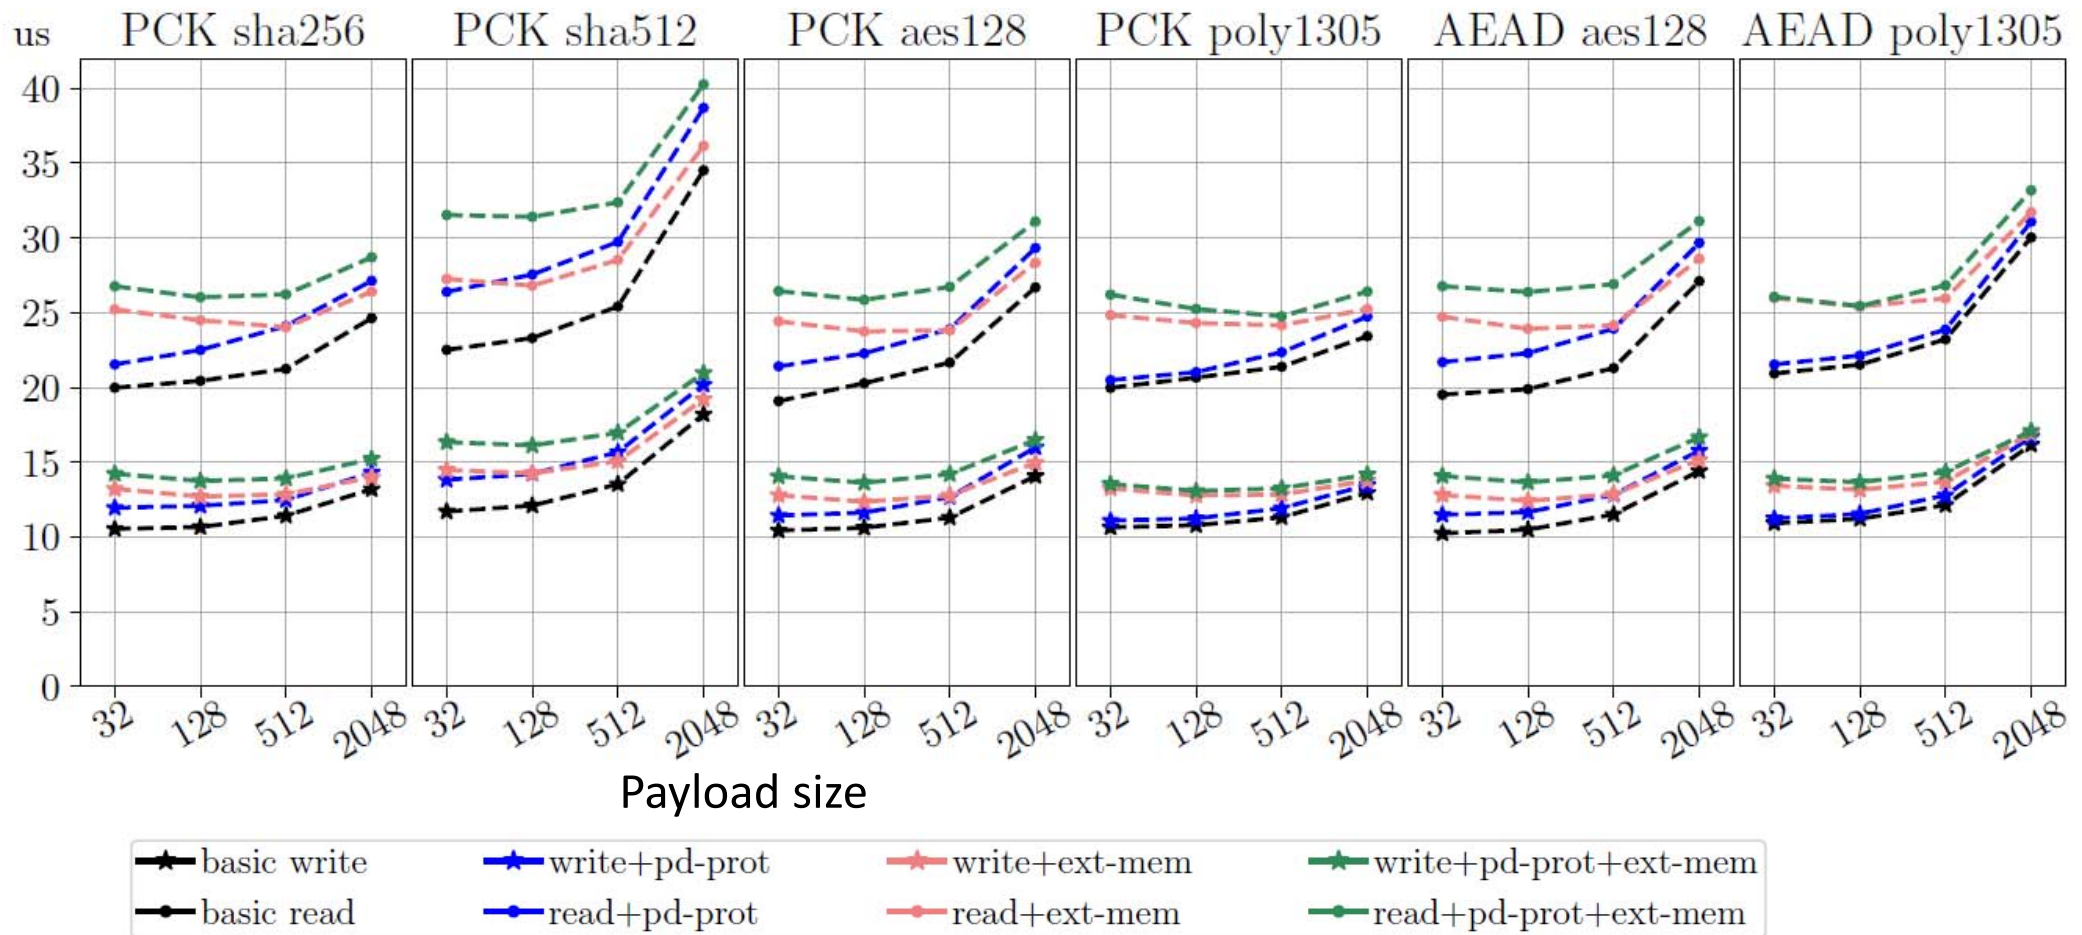 us PCK sha256 PCK sha512 PCK aes128 PCK poly1305 AEAD aes128 AEAD poly1305
40
35
30
25
20
15
10
5
0
32 128 512 2048 32 128 512 2048 32 128 512 2048 32 128 512 2048 32 128 512 2048 32 128 512 2048
Payload size
basic write write+pd-prot write+ext-mem write+pd-prot+ext-mem
basic read read+pd-prot read+ext-mem read+pd-prot+ext-mem